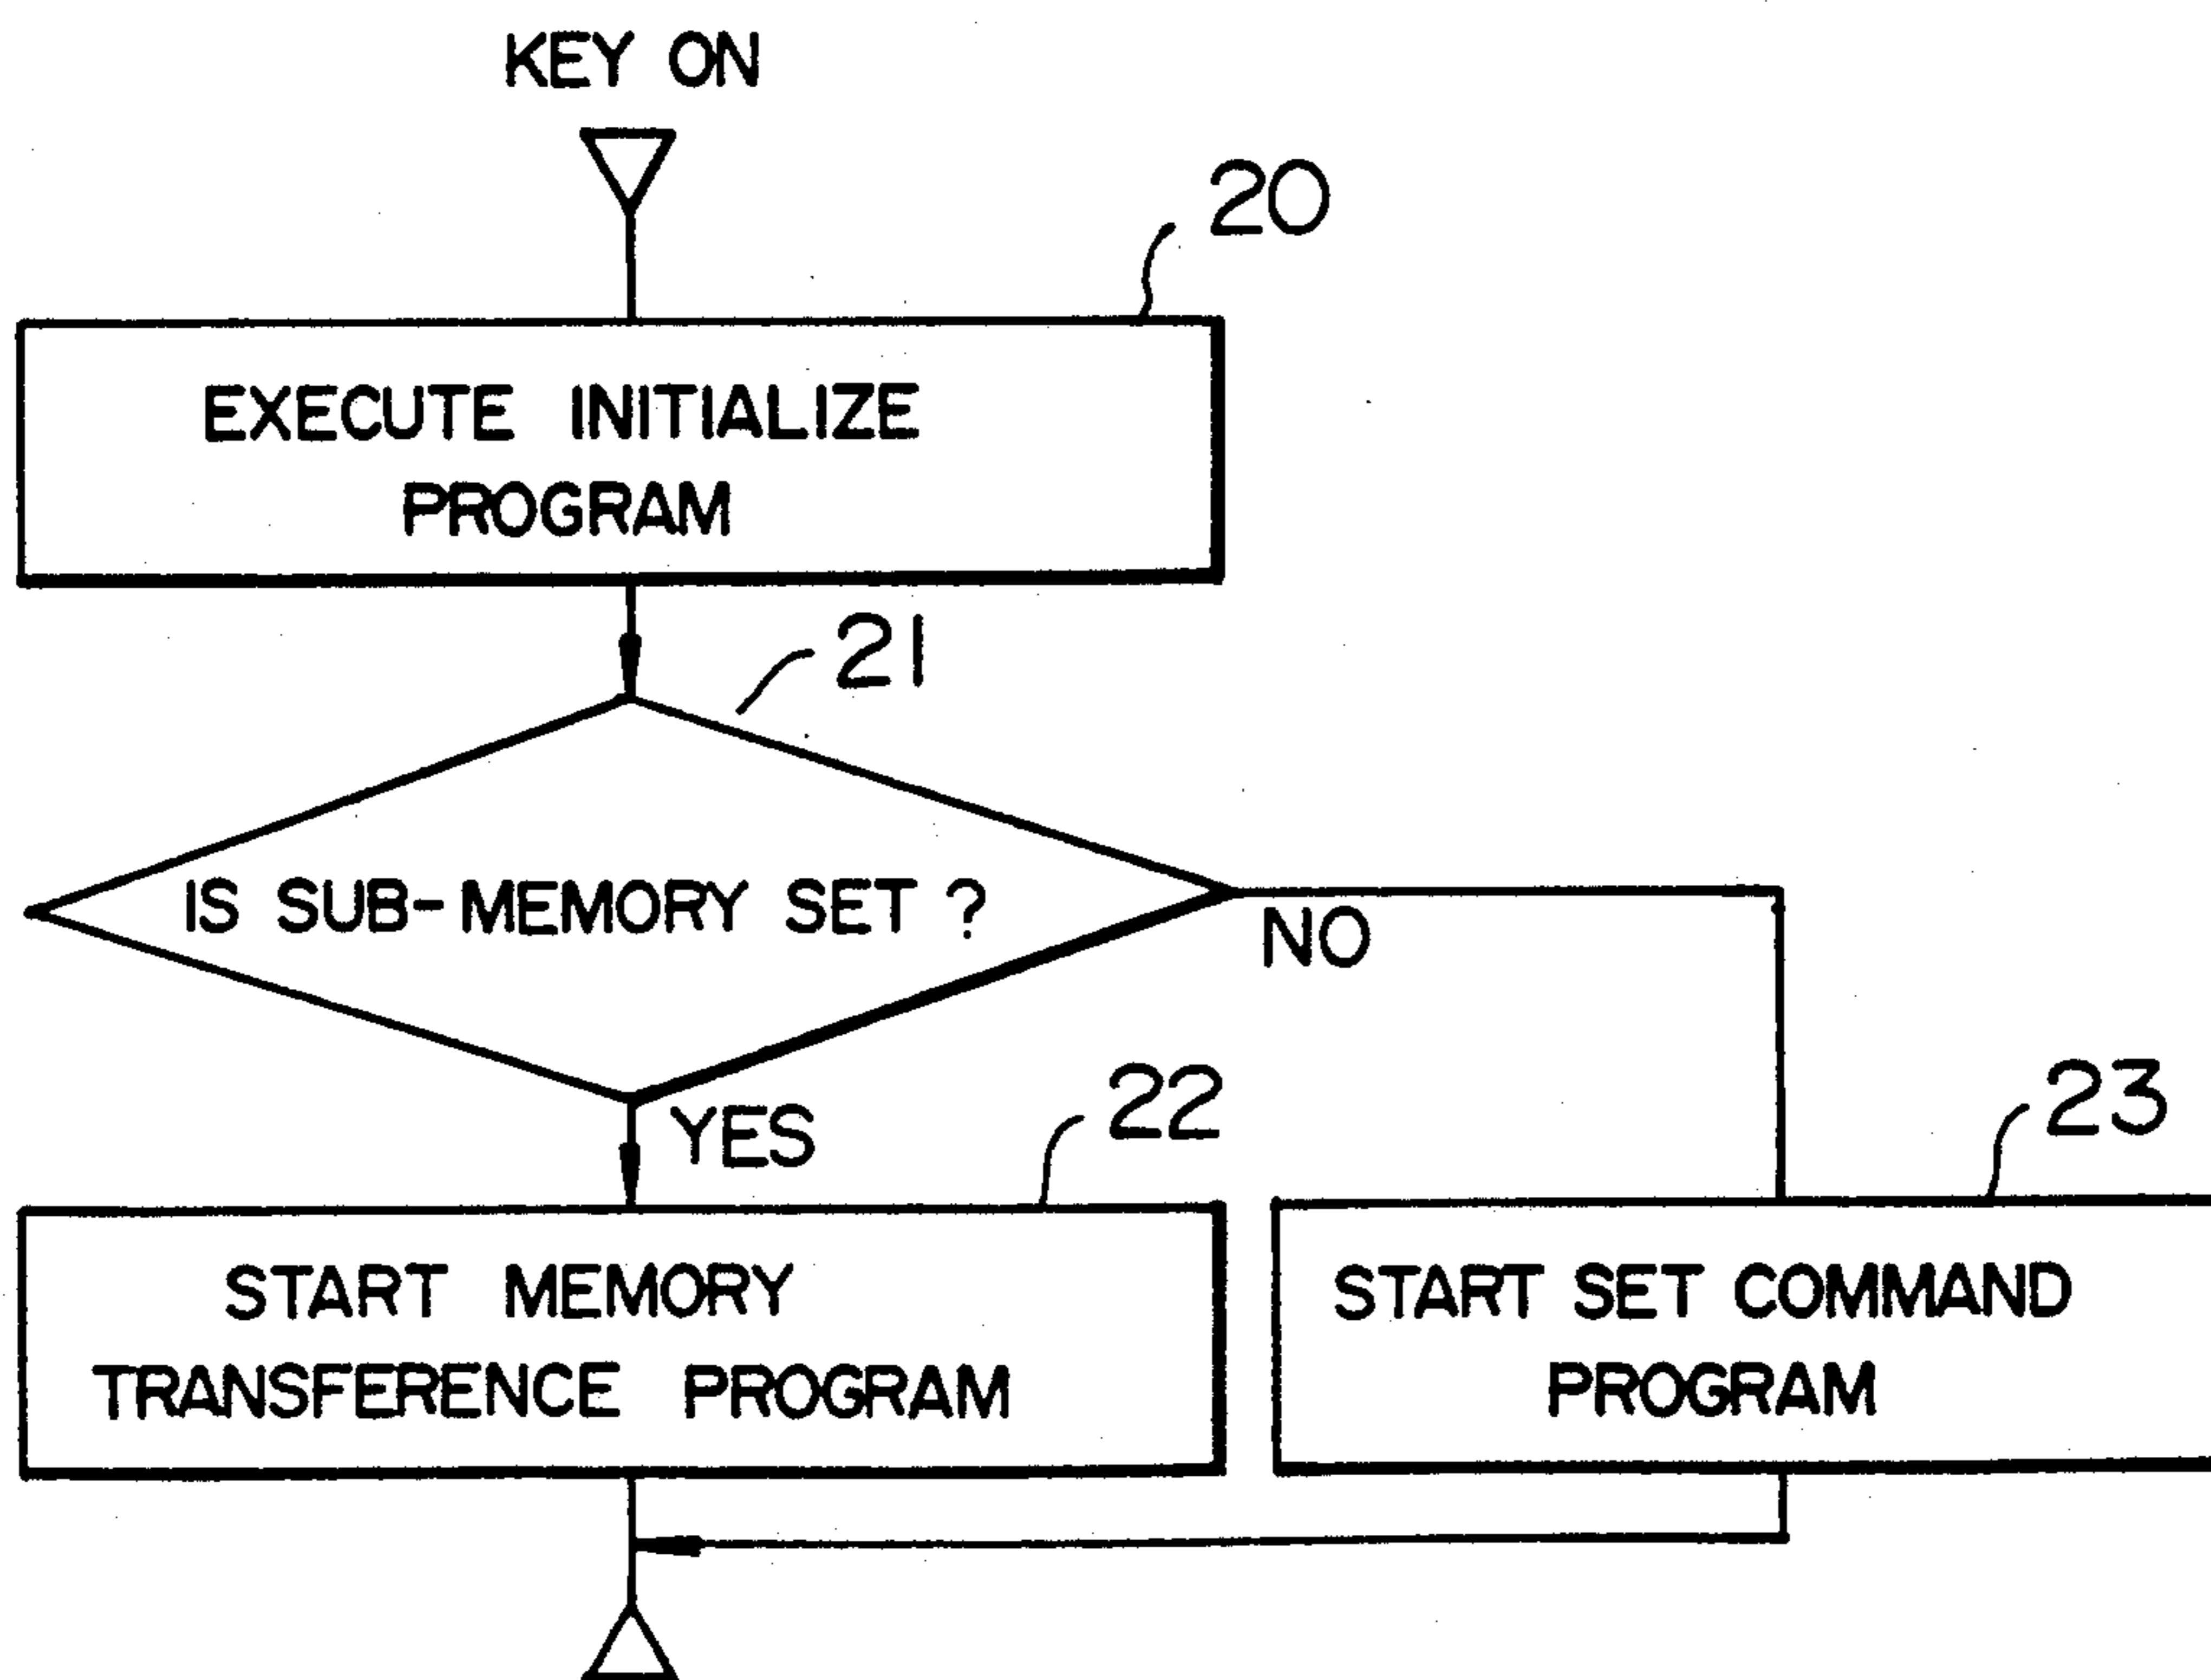 KEY ON
20
EXECUTE INITIALIZE
PROGRAM
21
IS SUB-MEMORY SET ?
NO
YES
22
23
START MEMORY
TRANSFERENCE PROGRAM
START SET COMMAND
PROGRAM